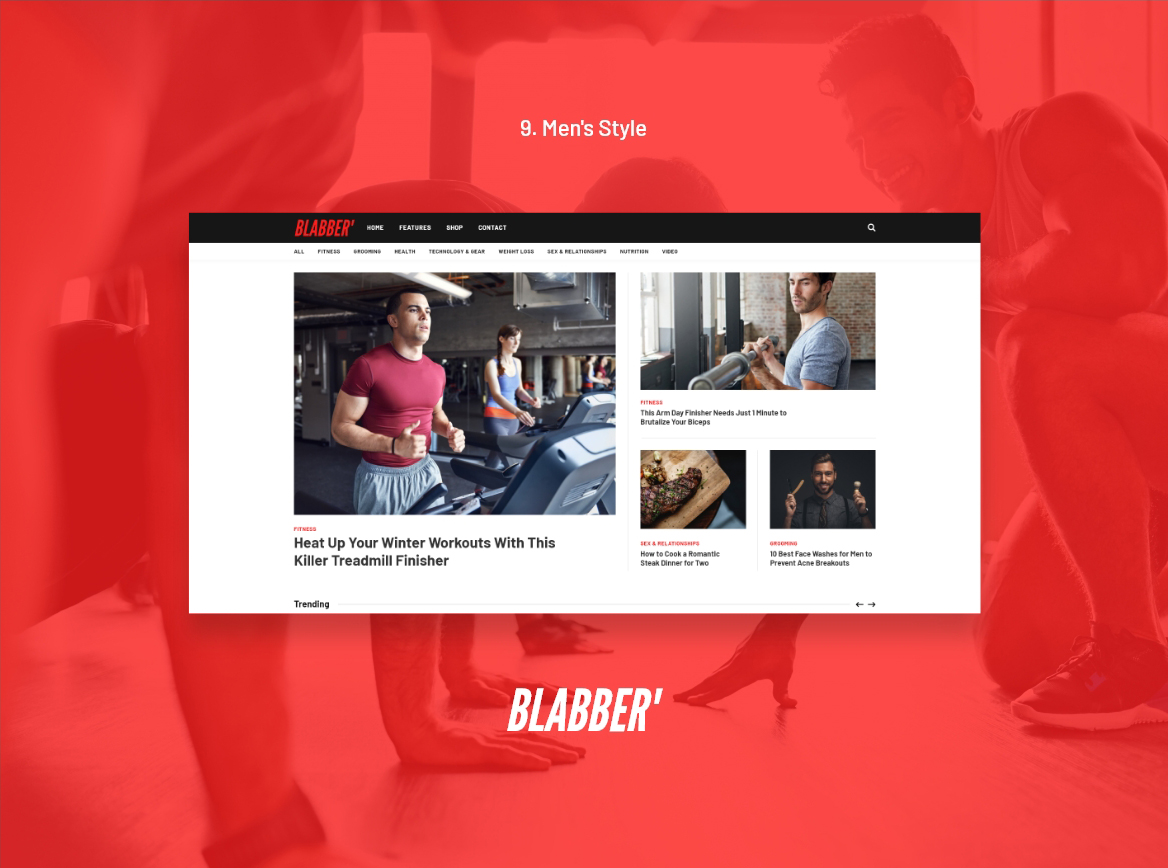 9. Men's Style
BLABBER'
HOME
FEATURES
SHOP
CONTACT
ALL
FITNESS
GROOMING
HEALTH
TECHNOLOGY & GEAR
WEIGHT LOSS
SEX & RELATIONSHIPS
NUTRITION
VIDEO
FITNESS
Heat Up Your Winter Workouts With This
Killer Treadmill Finisher
FITNESS
This Arm Day Finisher Needs Just 1 Minute to
Brutalize Your Biceps
SEX & RELATIONSHIPS
How to Cook a Romantic
Steak Dinner for Two
GROOMING
10 Best Face Washes for Men to
Prevent Acne Breakouts
Trending
BLABBER'